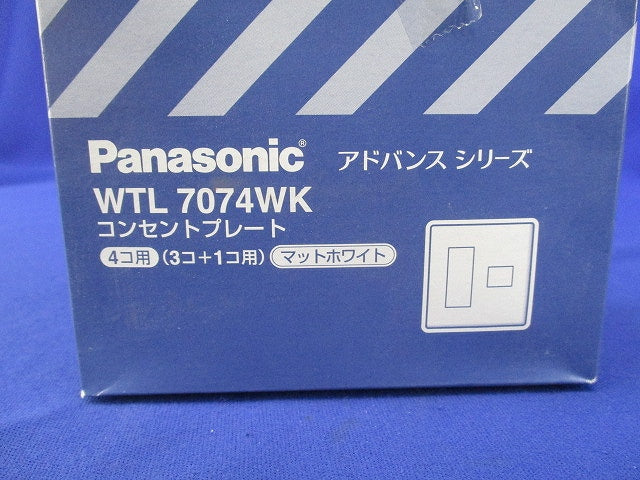 Panasonic® アドバンス シリーズ
WTL 7074WK
コンセントプレート
4コ用 (3コ+1コ用) マットホワイト